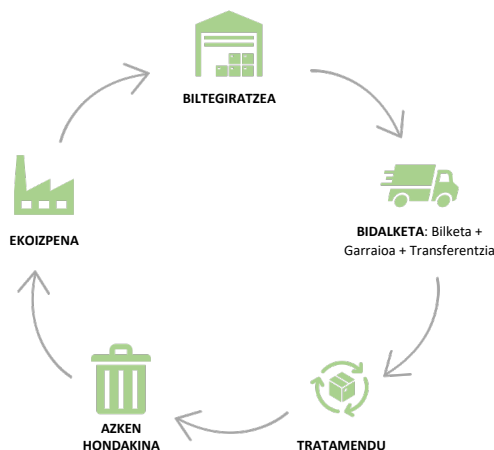 BILTEGIRATZEA
BIDALKETA: Bilketa +
Garraioa + Transferentzia
EKOIZPENA
AZKEN
HONDAKINA
TRATAMENDU